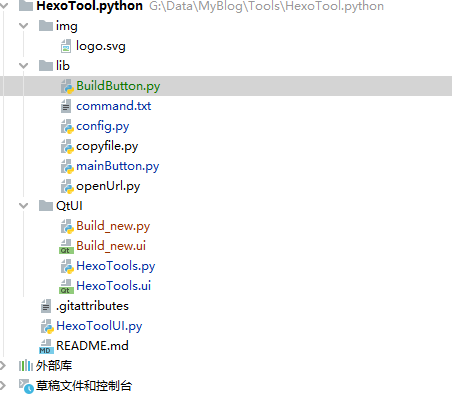 HexoTool.python G:\Data\MyBlog\Tools\HexoTool.python
img
logo.svg
lib
BuildButton.py
command.txt
config.py
copyfile.py
mainButton.py
openUrl.py
QtUI
Build_new.py
Build_new.ui
HexoTools.py
HexoTools.ui
.gitattributes
HexoToolUI.py
README.md
外部库
草稿文件和控制台